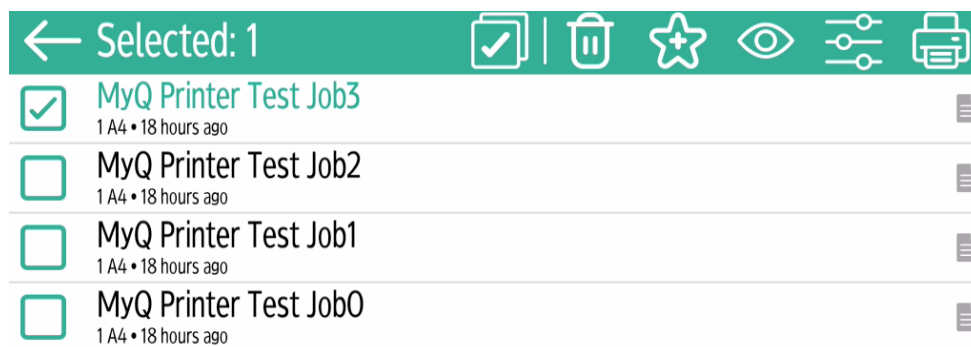 Selected: 1
MyQ Printer Test Job3
1 A4 • 18 hours ago
MyQ Printer Test Job2
1 A4 • 18 hours ago
MyQ Printer Test Job1
1 A4 • 18 hours ago
MyQ Printer Test Job0
1 A4 • 18 hours ago